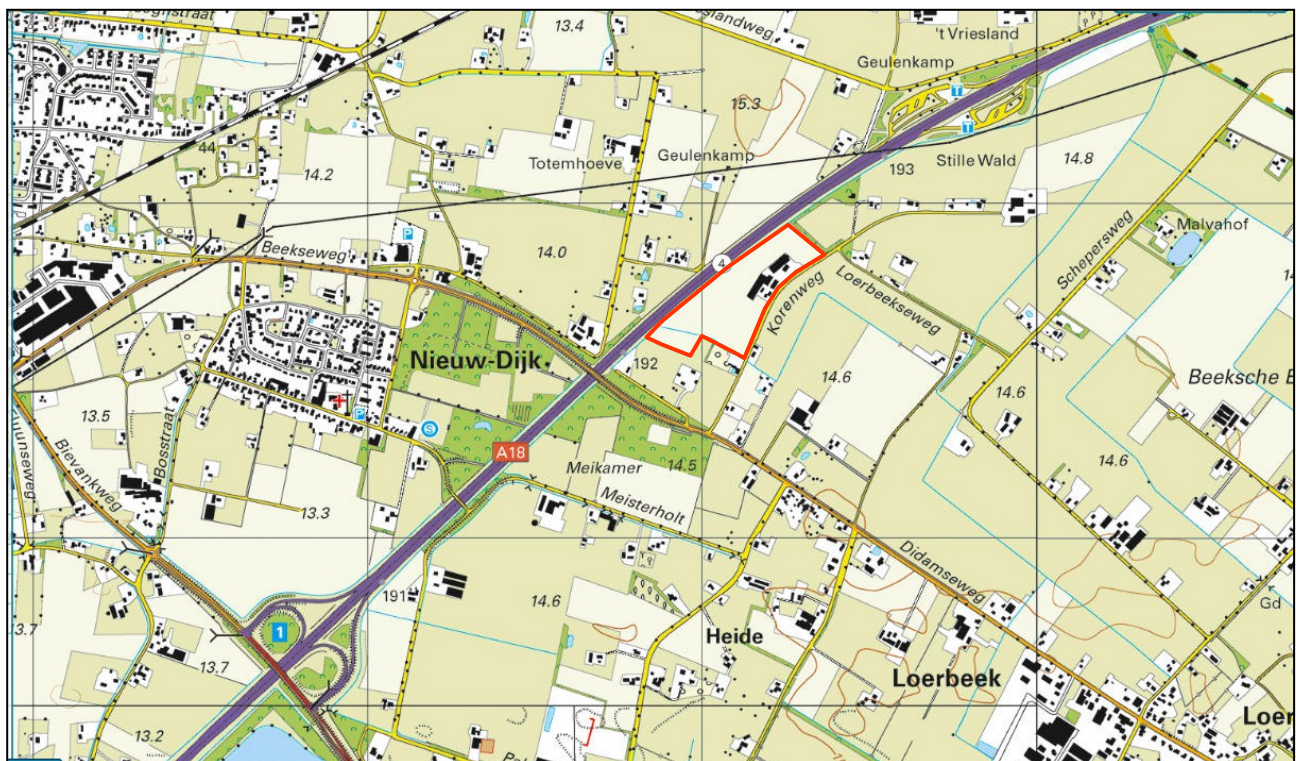 13.4
't Vriesland
Geulenkamp
T
15.3
T
44
Totemhoeve
Geulenkamp
193
Stille Wald
14.8
14.2
Malvahof
P
Beekseweg
14.0
4
Loerbeekseweg
Schepersweg
Korenweg
Nieuw-Dijk
192
14.6
Beeksche
13.5
14.6
P
S
Bosstraat
A18
Bievankweg
Meikamer
14.5
14.6
Meisterholt
13.3
Didamseweg
191
14.6
Gd
1
Heide
13.7
Loerbeek
13.2